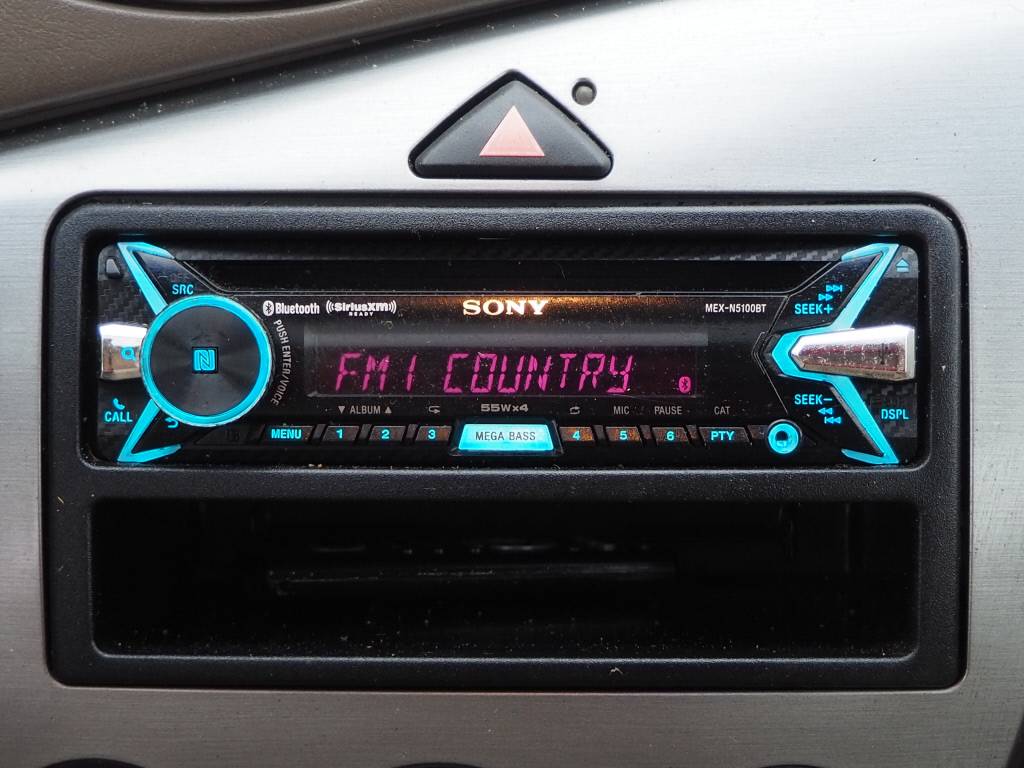 SRC
Bluetooth
((SiriusXM))
READY
SONY
MEX-N5100BT
SEEK+
PUSH ENTER/VOICE
N
FM1 COUNTRY
CALL
▼ ALBUM ▲
55W×4
MIC
PAUSE
CAT
SEEK−
DSPL
MENU
1
2
3
MEGA BASS
4
5
6
PTY